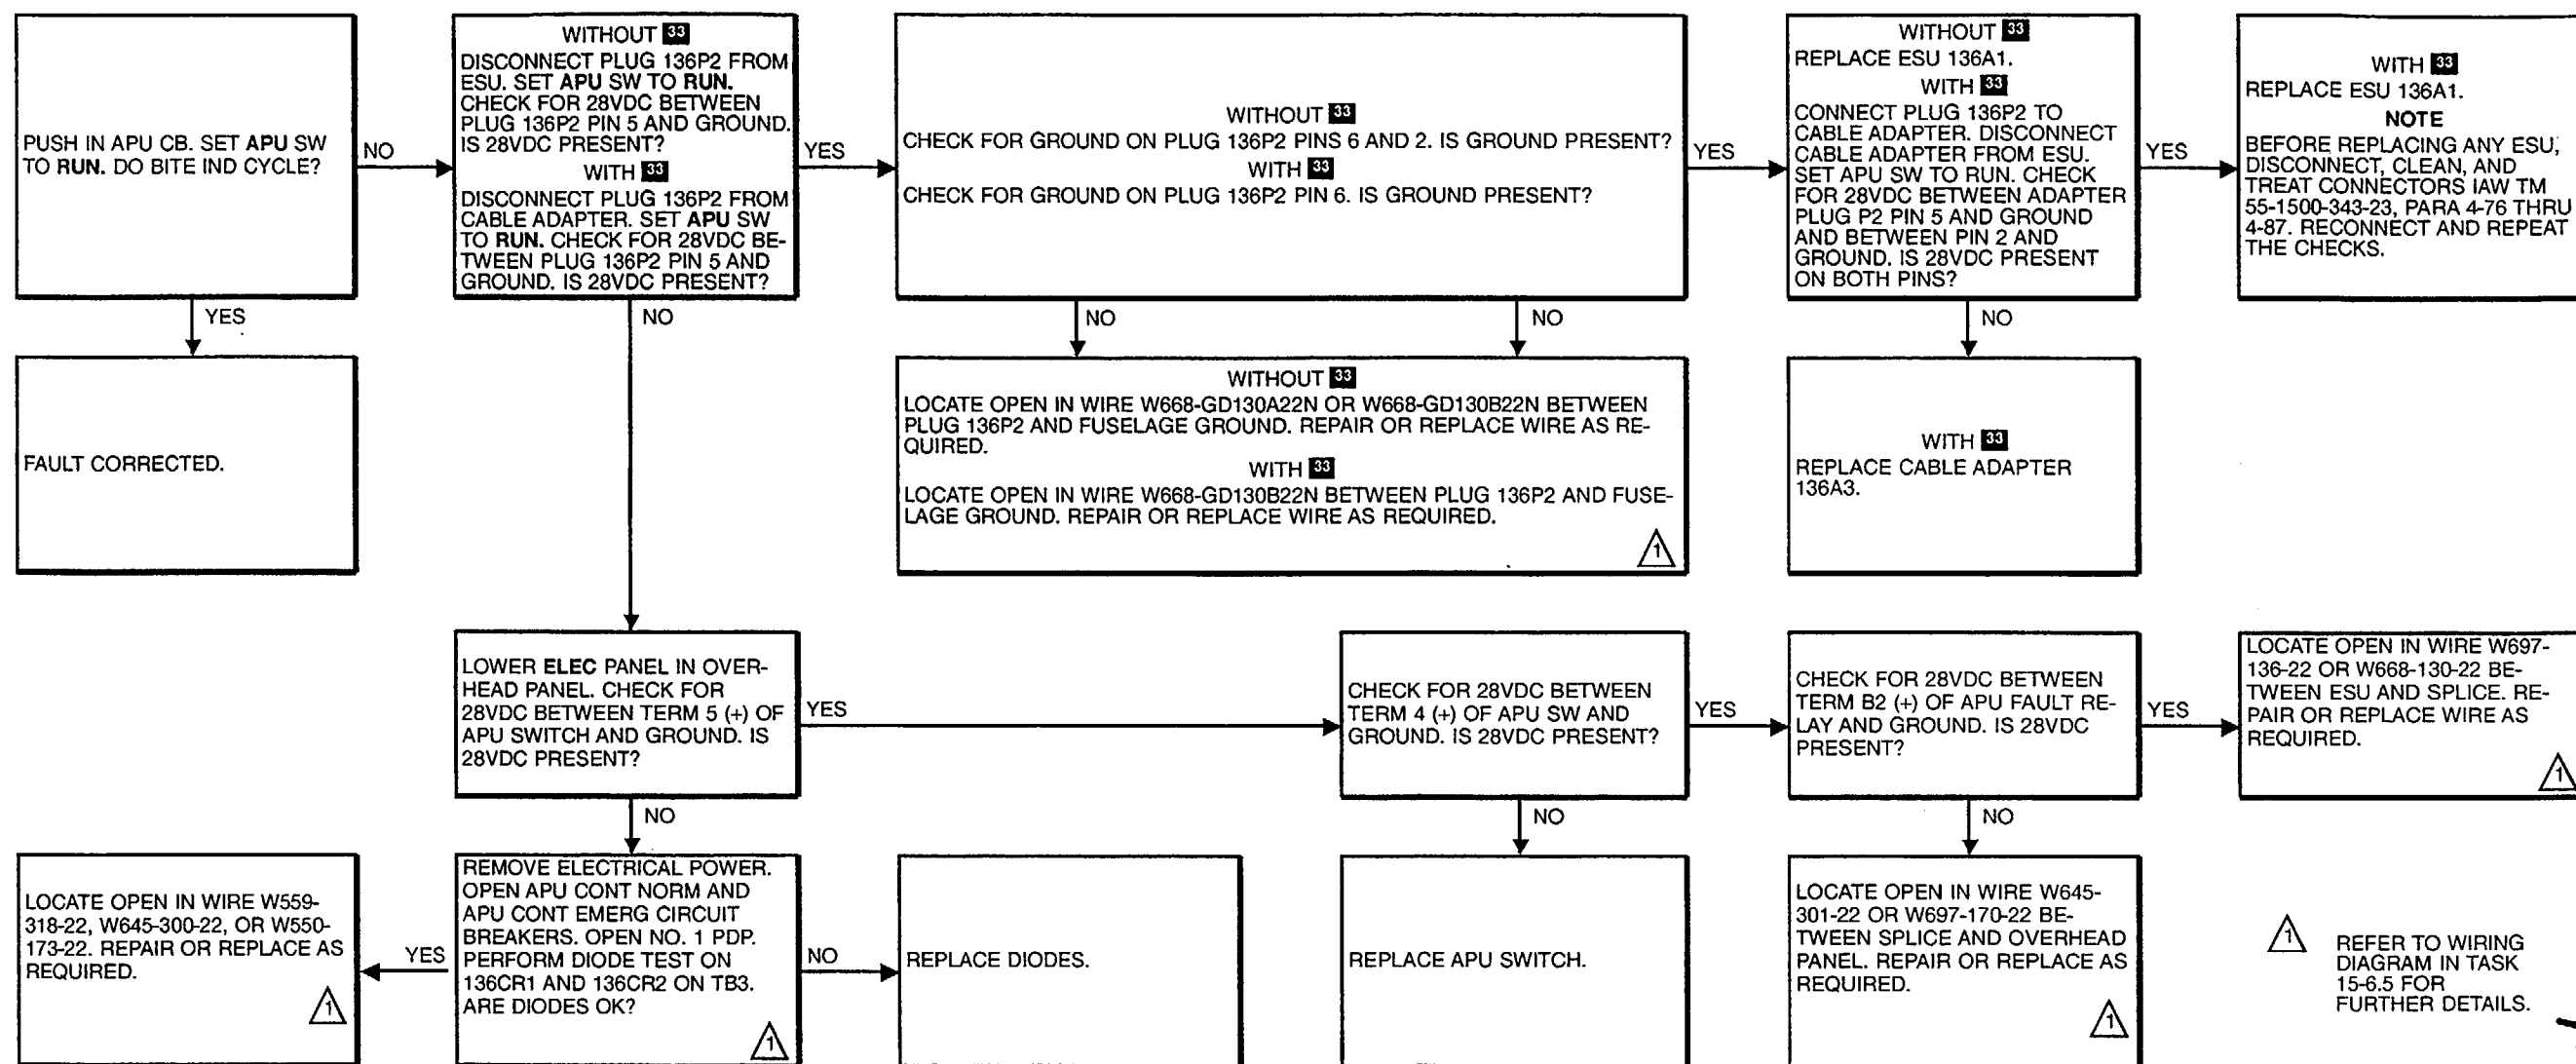 PUSH IN APU CB. SET APU SW
TO RUN. DO BITE IND CYCLE?
NO
YES
FAULT CORRECTED.
WITHOUT 33
DISCONNECT PLUG 136P2 FROM
ESU. SET APU SW TO RUN.
CHECK FOR 28VDC BETWEEN
PLUG 136P2 PIN 5 AND GROUND.
IS 28VDC PRESENT?
WITH 33
DISCONNECT PLUG 136P2 FROM
CABLE ADAPTER. SET APU SW
TO RUN. CHECK FOR 28VDC BE-
TWEEN PLUG 136P2 PIN 5 AND
GROUND. IS 28VDC PRESENT?
YES
NO
WITHOUT 33
CHECK FOR GROUND ON PLUG 136P2 PINS 6 AND 2. IS GROUND PRESENT?
WITH 33
CHECK FOR GROUND ON PLUG 136P2 PIN 6. IS GROUND PRESENT?
YES
NO
NO
WITHOUT 33
LOCATE OPEN IN WIRE W668-GD130A22N OR W668-GD130B22N BETWEEN
PLUG 136P2 AND FUSELAGE GROUND. REPAIR OR REPLACE WIRE AS RE-
QUIRED.
WITH 33
LOCATE OPEN IN WIRE W668-GD130B22N BETWEEN PLUG 136P2 AND FUSE-
LAGE GROUND. REPAIR OR REPLACE WIRE AS REQUIRED.
1
WITHOUT 33
REPLACE ESU 136A1.
WITH 33
CONNECT PLUG 136P2 TO
CABLE ADAPTER. DISCONNECT
CABLE ADAPTER FROM ESU.
SET APU SW TO RUN. CHECK
FOR 28VDC BETWEEN ADAPTER
PLUG P2 PIN 5 AND GROUND
AND BETWEEN PIN 2 AND
GROUND. IS 28VDC PRESENT
ON BOTH PINS?
YES
NO
WITH 33
REPLACE CABLE ADAPTER
136A3.
WITH 33
REPLACE ESU 136A1.
NOTE
BEFORE REPLACING ANY ESU,
DISCONNECT, CLEAN, AND
TREAT CONNECTORS IAW TM
55-1500-343-23, PARA 4-76 THRU
4-87. RECONNECT AND REPEAT
THE CHECKS.
LOWER ELEC PANEL IN OVER-
HEAD PANEL. CHECK FOR
28VDC BETWEEN TERM 5 (+) OF
APU SWITCH AND GROUND. IS
28VDC PRESENT?
YES
NO
CHECK FOR 28VDC BETWEEN
TERM 4 (+) OF APU SW AND
GROUND. IS 28VDC PRESENT?
YES
NO
CHECK FOR 28VDC BETWEEN
TERM B2 (+) OF APU FAULT RE-
LAY AND GROUND. IS 28VDC
PRESENT?
YES
NO
LOCATE OPEN IN WIRE W697-
136-22 OR W668-130-22 BE-
TWEEN ESU AND SPLICE. RE-
PAIR OR REPLACE WIRE AS
REQUIRED.
1
LOCATE OPEN IN WIRE W559-
318-22, W645-300-22, OR W550-
173-22. REPAIR OR REPLACE AS
REQUIRED.
1
YES
REMOVE ELECTRICAL POWER.
OPEN APU CONT NORM AND
APU CONT EMERG CIRCUIT
BREAKERS. OPEN NO. 1 PDP.
PERFORM DIODE TEST ON
136CR1 AND 136CR2 ON TB3.
ARE DIODES OK?
1
NO
REPLACE DIODES.
REPLACE APU SWITCH.
LOCATE OPEN IN WIRE W645-
301-22 OR W697-170-22 BE-
TWEEN SPLICE AND OVERHEAD
PANEL. REPAIR OR REPLACE AS
REQUIRED.
1
1
REFER TO WIRING
DIAGRAM IN TASK
15-6.5 FOR
FURTHER DETAILS.